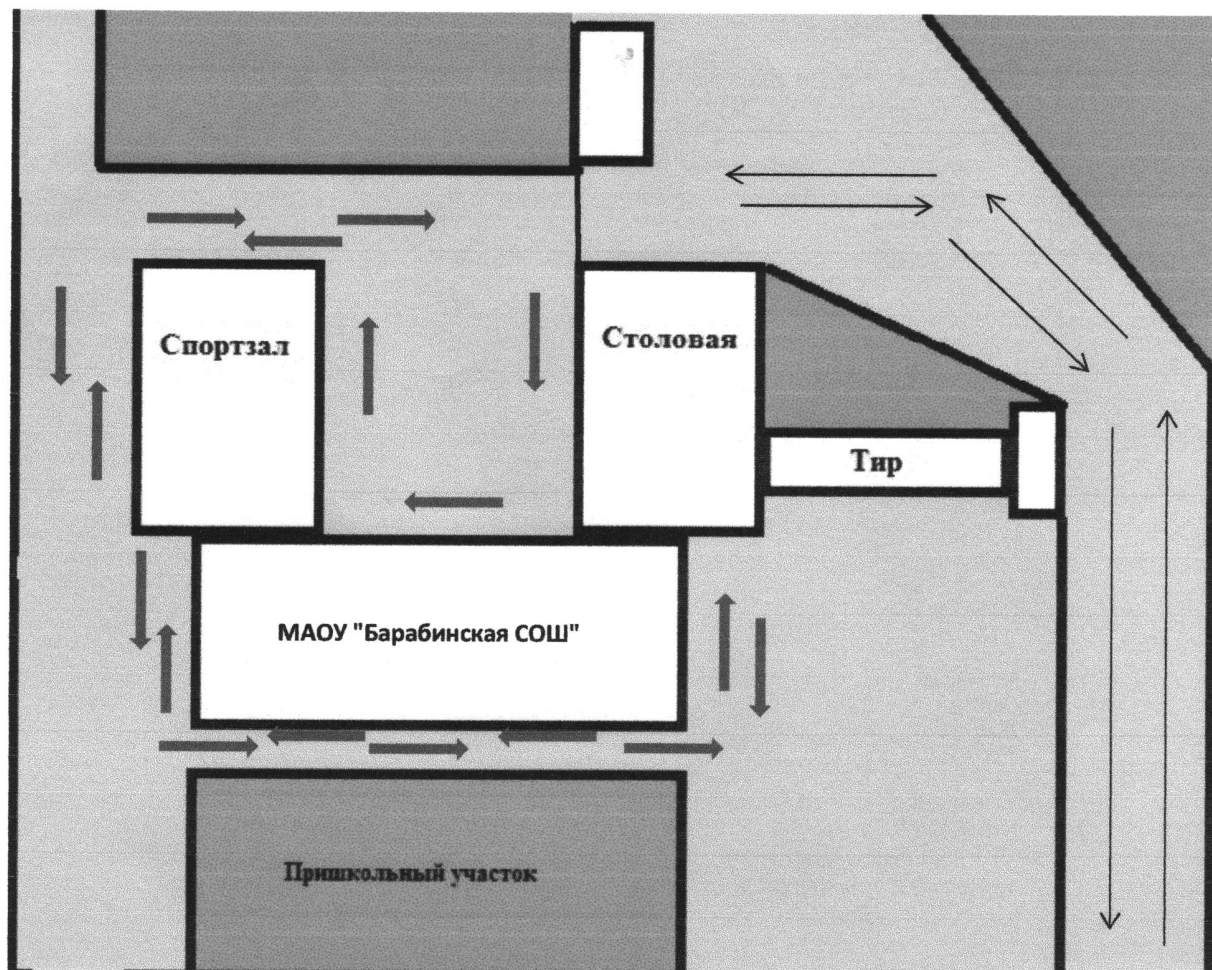 Спортзал
Столовая
Тир
МАОУ "Барабинская СОШ"
Пришкольный участок